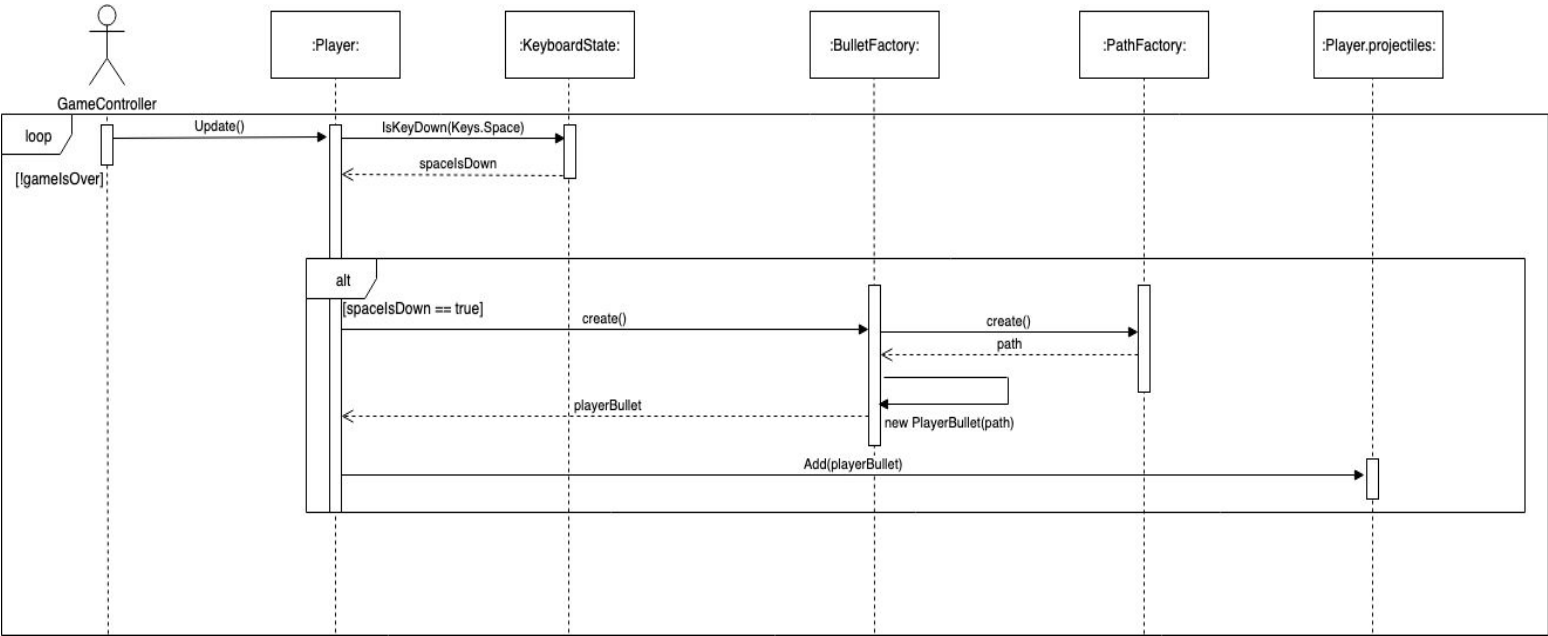 :Player:
:KeyboardState:
:BulletFactory:
:PathFactory:
:Player.projectiles:
GameController
loop
Update()
IsKeyDown(Keys.Space)
spaceIsDown
[!gameIsOver]
alt
[spaceIsDown == true]
create()
create()
path
playerBullet
new PlayerBullet(path)
Add(playerBullet)